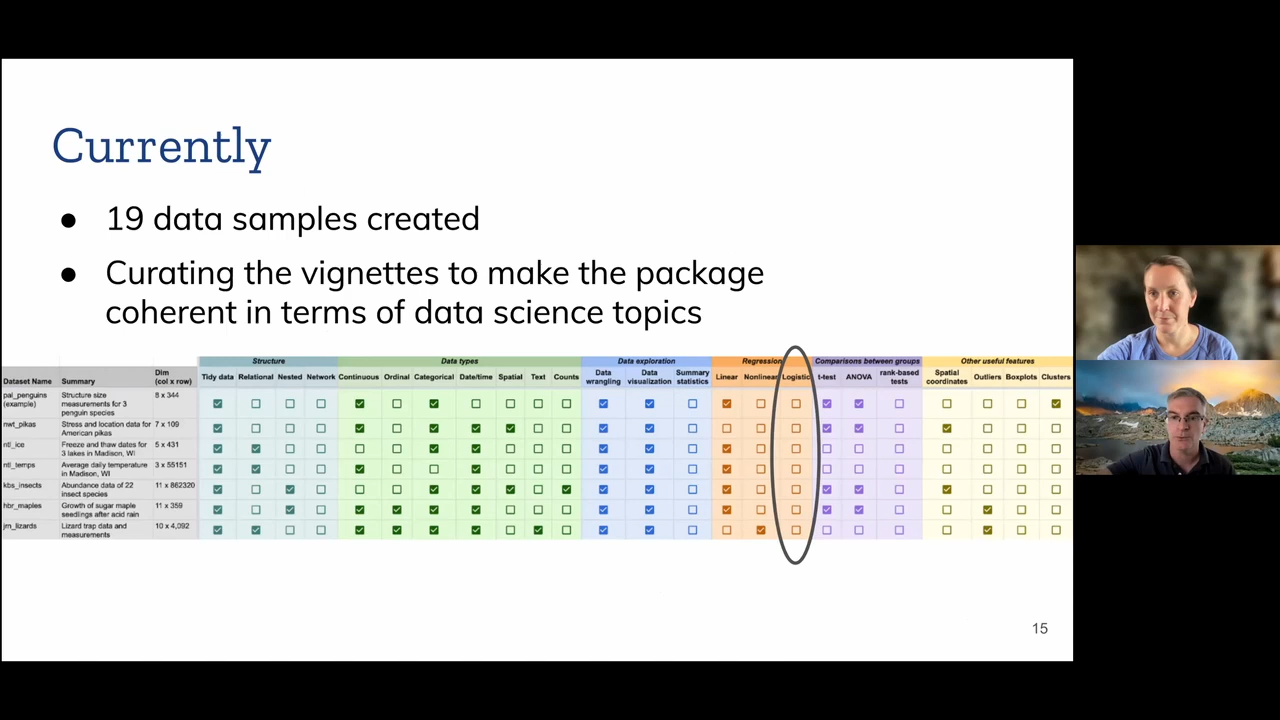 Currently
● 19 data samples created
● Curating the vignettes to make the package
coherent in terms of data science topics
Structure Data types Data exploration Regression Comparisons between groups Other useful features
Dataset Name Summary Dim (col x row) Tidy data Relational Nested Network Continuous Ordinal Categorical Date/time Spatial Text Counts Data wrangling Data visualization Summary statistics Linear Nonlinear Logistic t-test ANOVA rank-based tests Spatial coordinates Outliers Boxplots Clusters
pal_penguins (example) Structure size measurements for 3 penguin species 8 x 344
nwt_pikas Stress and location data for American pikas 7 x 109
ntl_ice Freeze and thaw dates for 3 lakes in Madison, WI 5 x 431
ntl_temps Average daily temperature in Madison, WI 3 x 55151
kbs_insects Abundance data of 22 insect species 11 x 862320
hbr_maples Growth of sugar maple seedlings after acid rain 11 x 359
jrn_lizards Lizard trap data and measurements 10 x 4,092
15